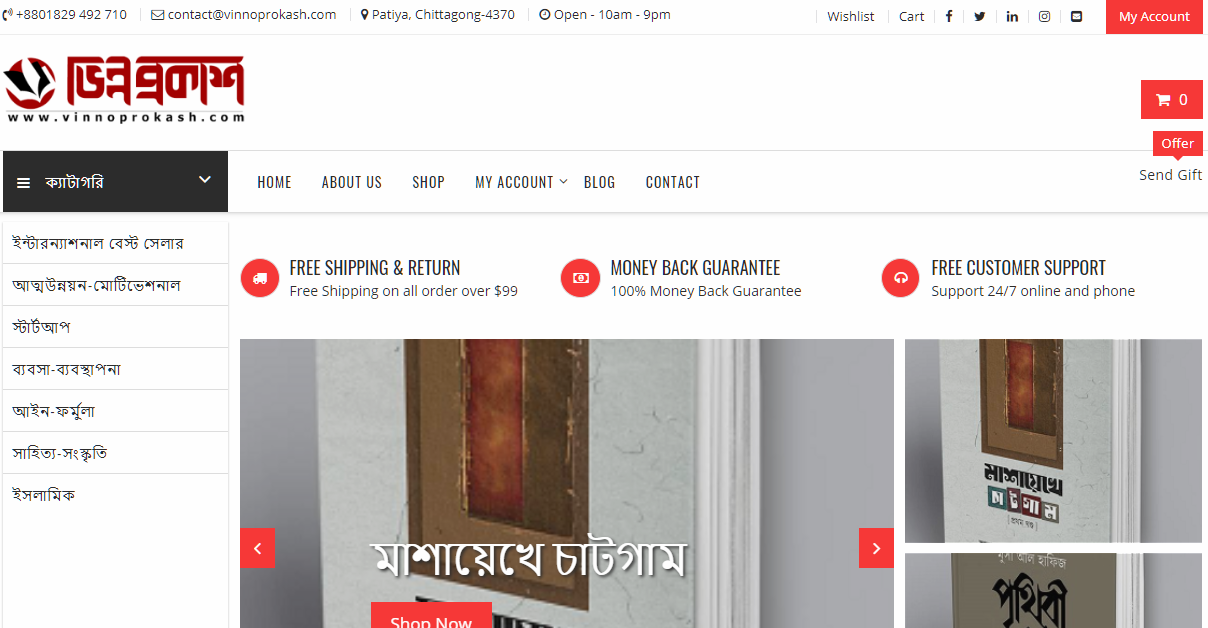 +8801829 492 710 contact@vinnoprokash.com Patiya, Chittagong-4370 Open - 10am - 9pm Wishlist Cart My Account
ভিন্নপ্রকাশ
www.vinnoprokash.com
0
Offer
Send Gift
ক্যাটাগরি HOME ABOUT US SHOP MY ACCOUNT BLOG CONTACT
ইন্টারন্যাশনাল বেস্ট সেলার
আত্মউন্নয়ন-মোটিভেশনাল
স্টার্টআপ
ব্যবসা-ব্যবস্থাপনা
আইন-ফর্মুলা
সাহিত্য-সংস্কৃতি
ইসলামিক
FREE SHIPPING & RETURN
Free Shipping on all order over $99
MONEY BACK GUARANTEE
100% Money Back Guarantee
FREE CUSTOMER SUPPORT
Support 24/7 online and phone
মাশায়েখে চাটগাম
Shop Now
মাশায়েখে
চাটগাম
প্রথম খণ্ড
মুসা আল হাফিজ
পৃথিবী